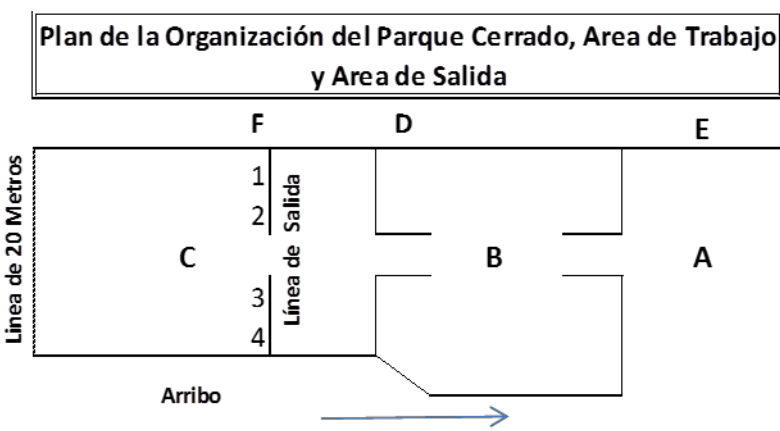 Plan de la Organización del Parque Cerrado, Area de Trabajo
y Area de Salida
F D E
Linea de 20 Metros
1
2
Línea de Salida
C B A
3
4
Arribo